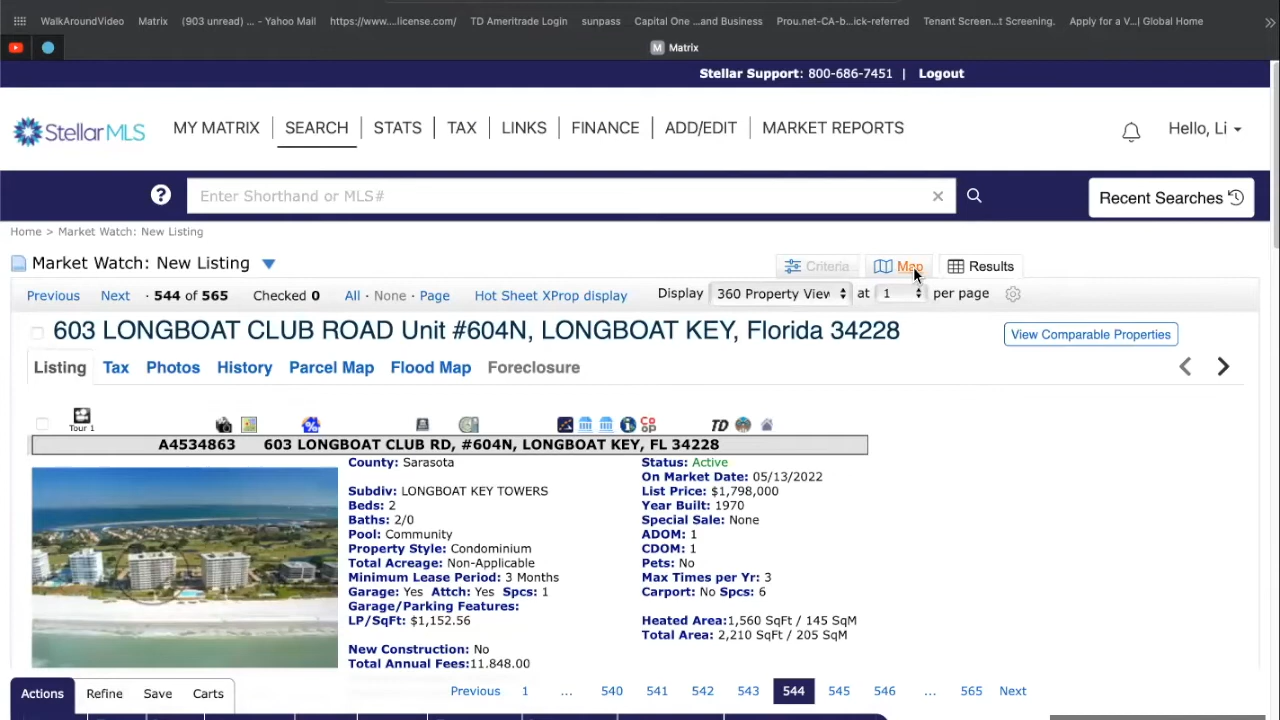 WalkAroundVideo Matrix (903 unread) ... - Yahoo Mail https://www....license.com/ TD Ameritrade Login sunpass Capital One ...and Business Prou.net-CA-b...ick-referred Tenant Screen...t Screening. Apply for a V...| Global Home
M Matrix
Stellar Support: 800-686-7451 | Logout
StellarMLS MY MATRIX SEARCH STATS TAX LINKS FINANCE ADD/EDIT MARKET REPORTS Hello, Li
? Enter Shorthand or MLS# Recent Searches
Home > Market Watch: New Listing
Market Watch: New Listing Criteria Map Results
Previous Next · 544 of 565 Checked 0 All · None · Page Hot Sheet XProp display Display 360 Property View at 1 per page
603 LONGBOAT CLUB ROAD Unit #604N, LONGBOAT KEY, Florida 34228 View Comparable Properties
Listing Tax Photos History Parcel Map Flood Map Foreclosure
Tour 1 Co op TD
A4534863 603 LONGBOAT CLUB RD, #604N, LONGBOAT KEY, FL 34228
County: Sarasota
Subdiv: LONGBOAT KEY TOWERS
Beds: 2
Baths: 2/0
Pool: Community
Property Style: Condominium
Total Acreage: Non-Applicable
Minimum Lease Period: 3 Months
Garage: Yes Attch: Yes Spcs: 1
Garage/Parking Features:
LP/SqFt: $1,152.56
New Construction: No
Total Annual Fees:11.848.00
Status: Active
On Market Date: 05/13/2022
List Price: $1,798,000
Year Built: 1970
Special Sale: None
ADOM: 1
CDOM: 1
Pets: No
Max Times per Yr: 3
Carport: No Spcs: 6
Heated Area:1,560 SqFt / 145 SqM
Total Area: 2,210 SqFt / 205 SqM
Actions Refine Save Carts Previous 1 ... 540 541 542 543 544 545 546 ... 565 Next